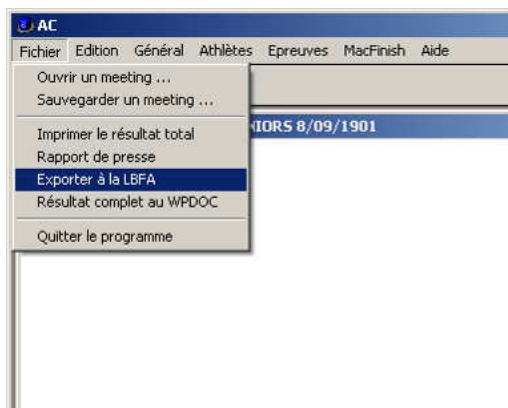 AC
Fichier Edition Général Athlètes Epreuves MacFinish Aide
Ouvrir un meeting ...
Sauvegarder un meeting ...
IORS 8/09/1901
Imprimer le résultat total
Rapport de presse
Exporter à la LBFA
Résultat complet au WPDOC
Quitter le programme